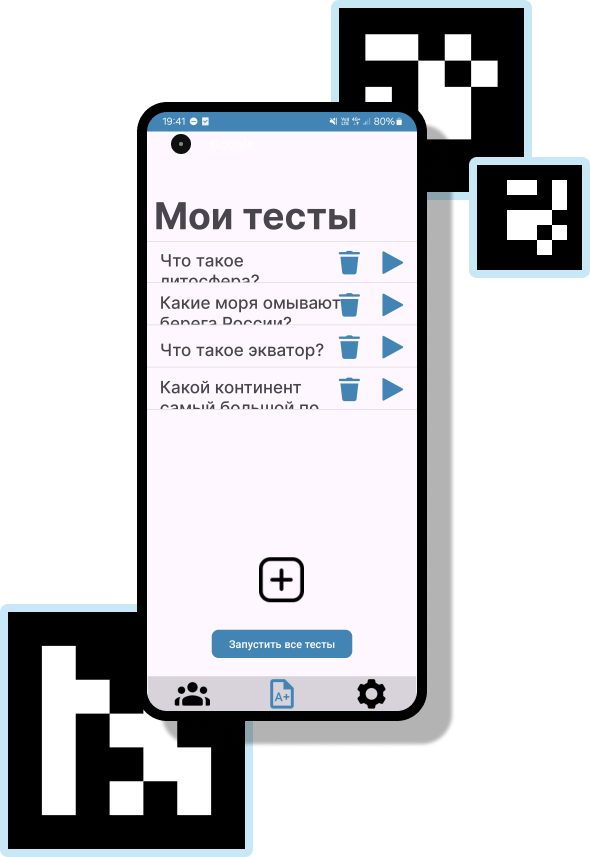 19:41
80%
Мои тесты
Что такое
литосфера?
Какие моря омывают
берега России?
Что такое экватор?
Какой континент
самый большой по
Запустить все тесты
A+